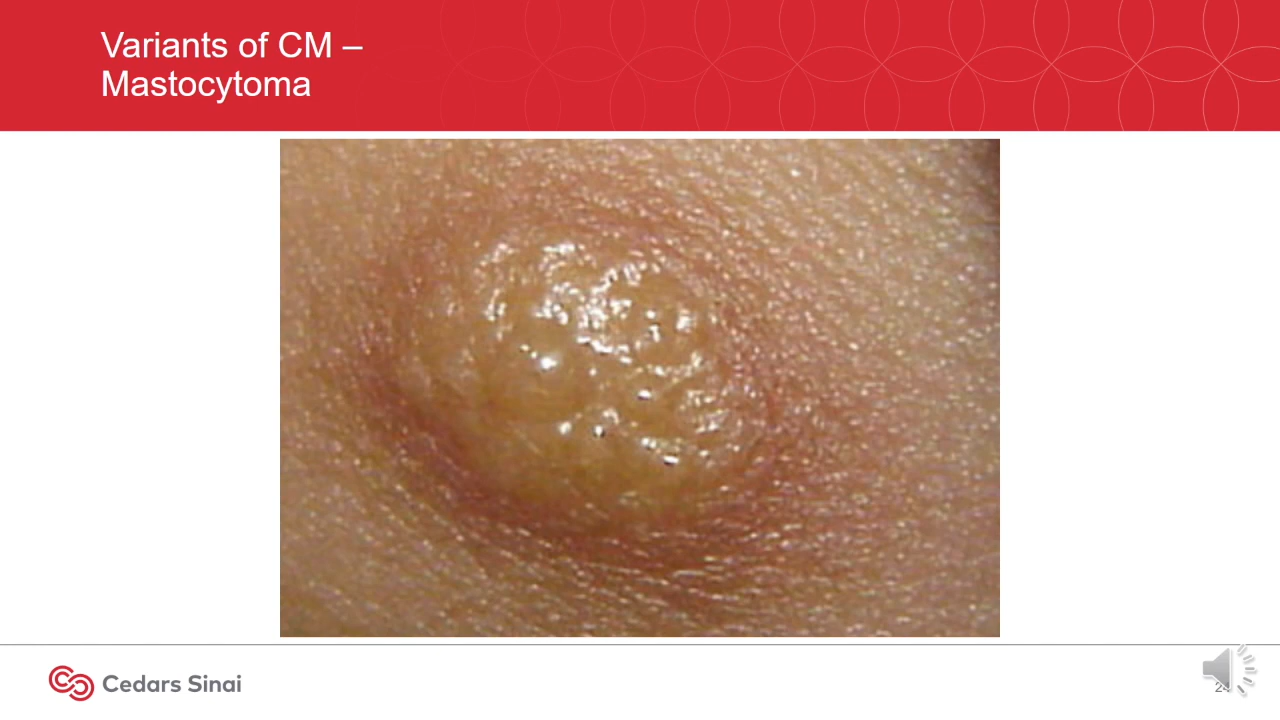 Variants of CM –
Mastocytoma
Cedars Sinai